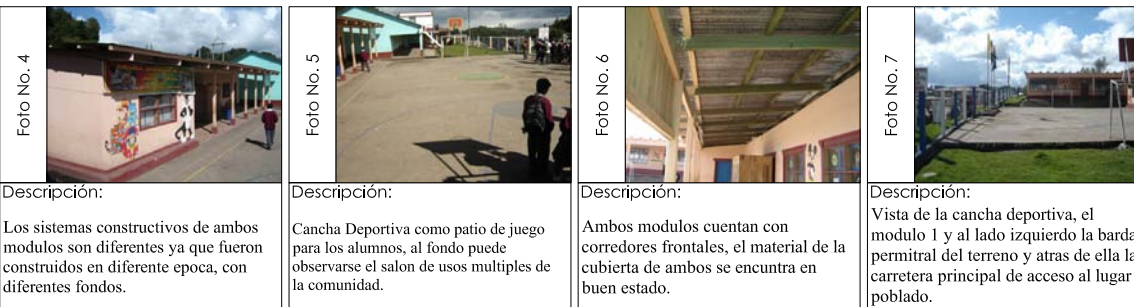 Foto No. 4
Descripción:
Los sistemas constructivos de ambos
modulos son diferentes ya que fueron
construidos en diferente epoca, con
diferentes fondos.
Foto No. 5
Descripción:
Cancha Deportiva como patio de juego
para los alumnos, al fondo puede
observarse el salon de usos multiples de
la comunidad.
Foto No. 6
Descripción:
Ambos modulos cuentan con
corredores frontales, el material de la
cubierta de ambos se encuntra en
buen estado.
Foto No. 7
Descripción:
Vista de la cancha deportiva, el
modulo 1 y al lado izquierdo la barda
permitral del terreno y atras de ella la
carretera principal de acceso al lugar
poblado.